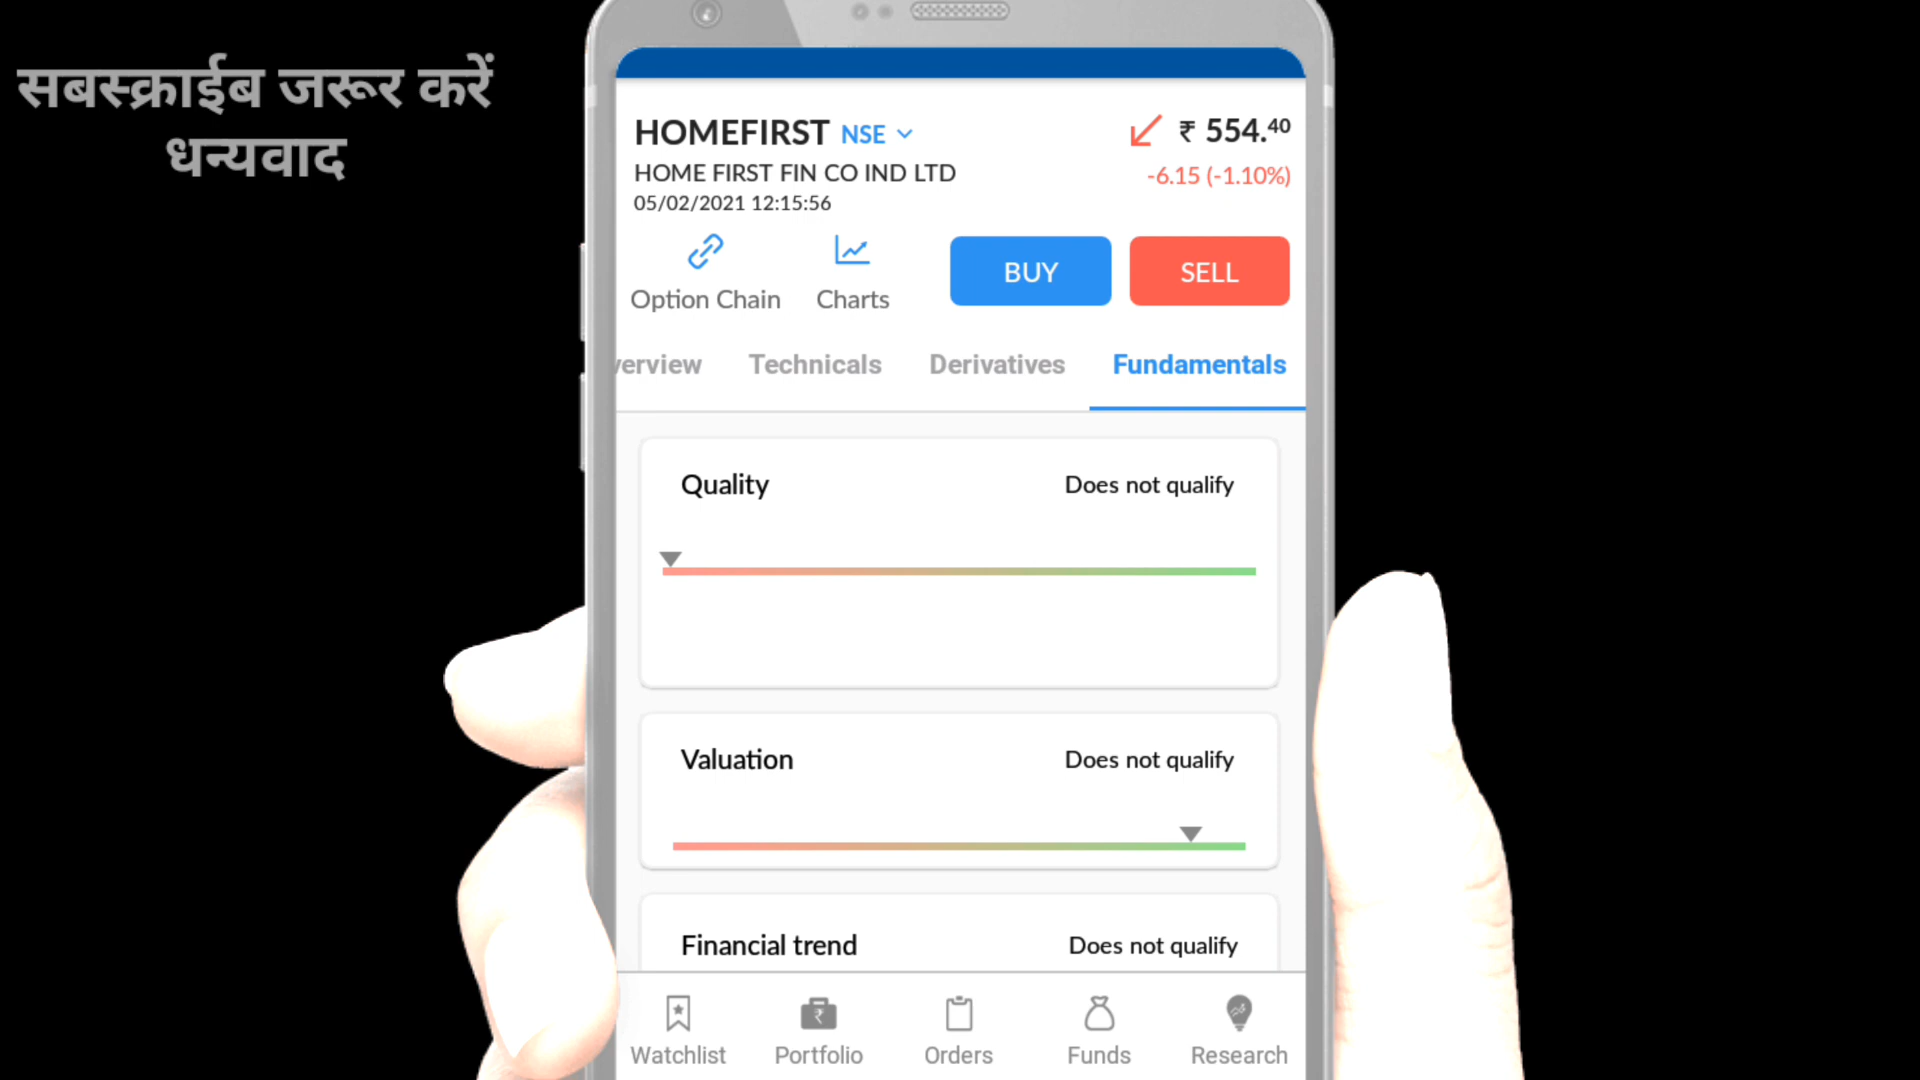 सबस्क्राईब जरूर करें
धन्यवाद
HOMEFIRST NSE
₹ 554.40
HOME FIRST FIN CO IND LTD
-6.15 (-1.10%)
05/02/2021 12:15:56
Option Chain
Charts
BUY
SELL
verview Technicals Derivatives Fundamentals
Quality Does not qualify
Valuation Does not qualify
Financial trend Does not qualify
Watchlist Portfolio Orders Funds Research